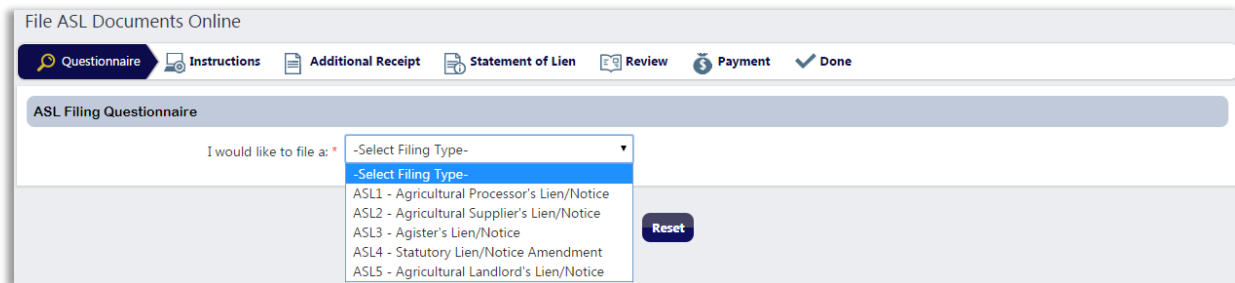 File ASL Documents Online
Questionnaire Instructions Additional Receipt Statement of Lien Review Payment Done
ASL Filing Questionnaire
I would like to file a: * -Select Filing Type-
-Select Filing Type-
ASL1 - Agricultural Processor's Lien/Notice
ASL2 - Agricultural Supplier's Lien/Notice
ASL3 - Agister's Lien/Notice
Reset
ASL4 - Statutory Lien/Notice Amendment
ASL5 - Agricultural Landlord's Lien/Notice